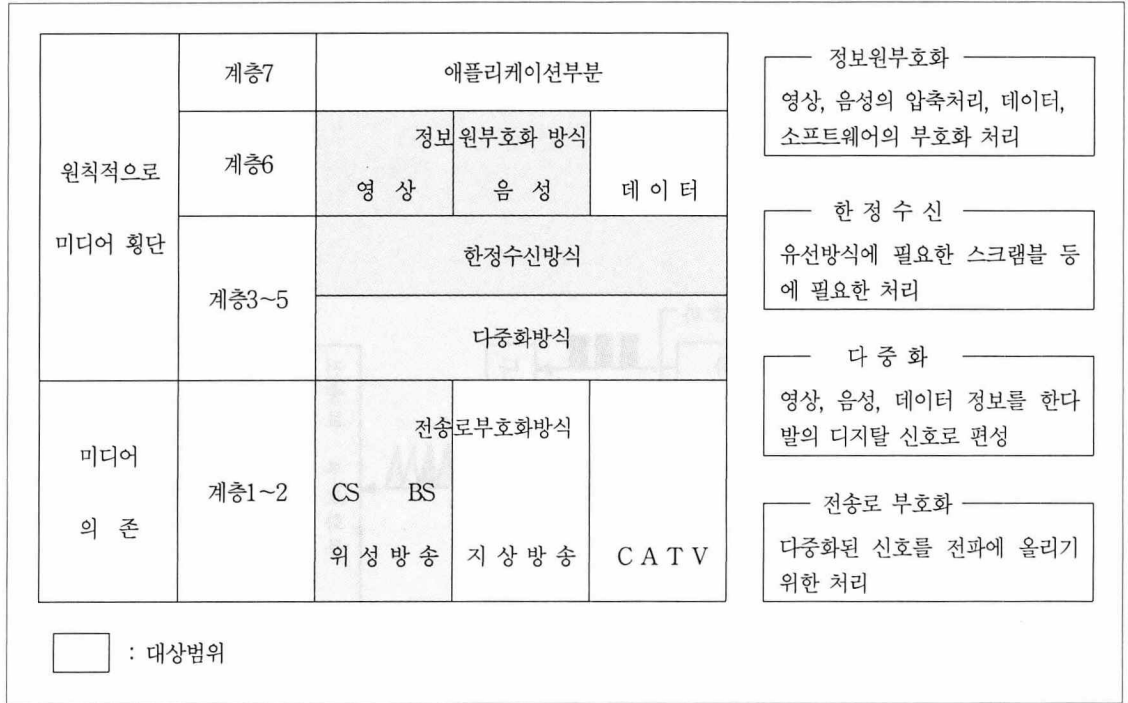 원칙적으로
미디어 횡단
계층7
애플리케이션부분
계층6
정보원부호화 방식
영 상
음 성
데 이 터
계층3~5
한정수신방식
다중화방식
미디어
의 존
계층1~2
전송로부호화방식
CS BS
위 성 방 송
지 상 방 송
C A T V
정보원부호화
영상, 음성의 압축처리, 데이터,
소프트웨어의 부호화 처리
한 정 수 신
유선방식에 필요한 스크램블 등
에 필요한 처리
다 중 화
영상, 음성, 데이터 정보를 한다
발의 디지탈 신호로 편성
전송로 부호화
다중화된 신호를 전파에 올리기
위한 처리
: 대상범위